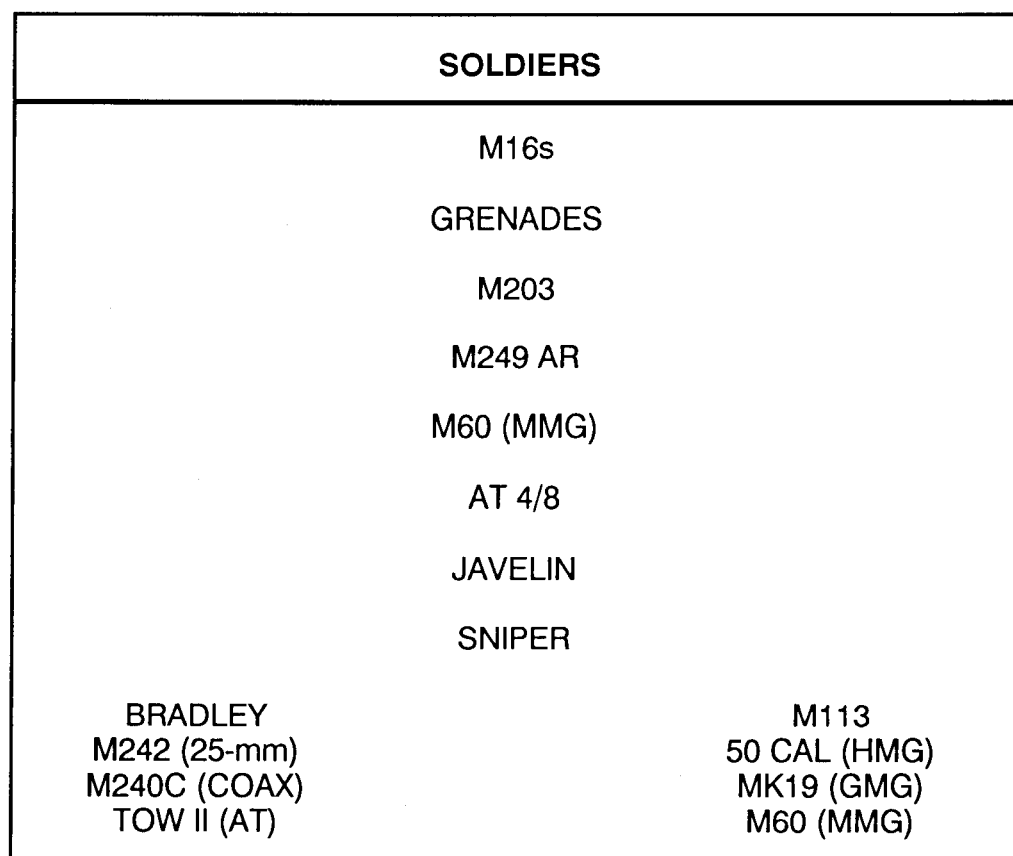 SOLDIERS
M16s
GRENADES
M203
M249 AR
M60 (MMG)
AT 4/8
JAVELIN
SNIPER
BRADLEY
M242 (25-mm)
M240C (COAX)
TOW II (AT)
M113
50 CAL (HMG)
MK19 (GMG)
M60 (MMG)